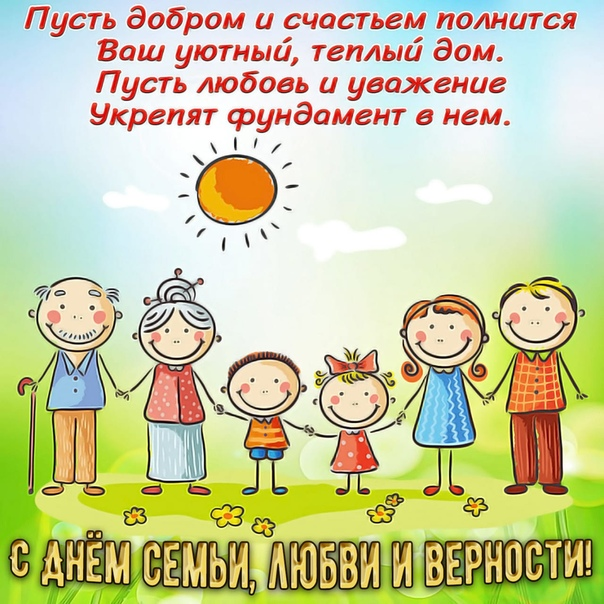 Пусть добром и счастьем полнится
Ваш уютный, теплый дом.
Пусть любовь и уважение
Укрепят фундамент в нем.
С ДНЁМ СЕМЬИ, ЛЮБВИ И ВЕРНОСТИ!